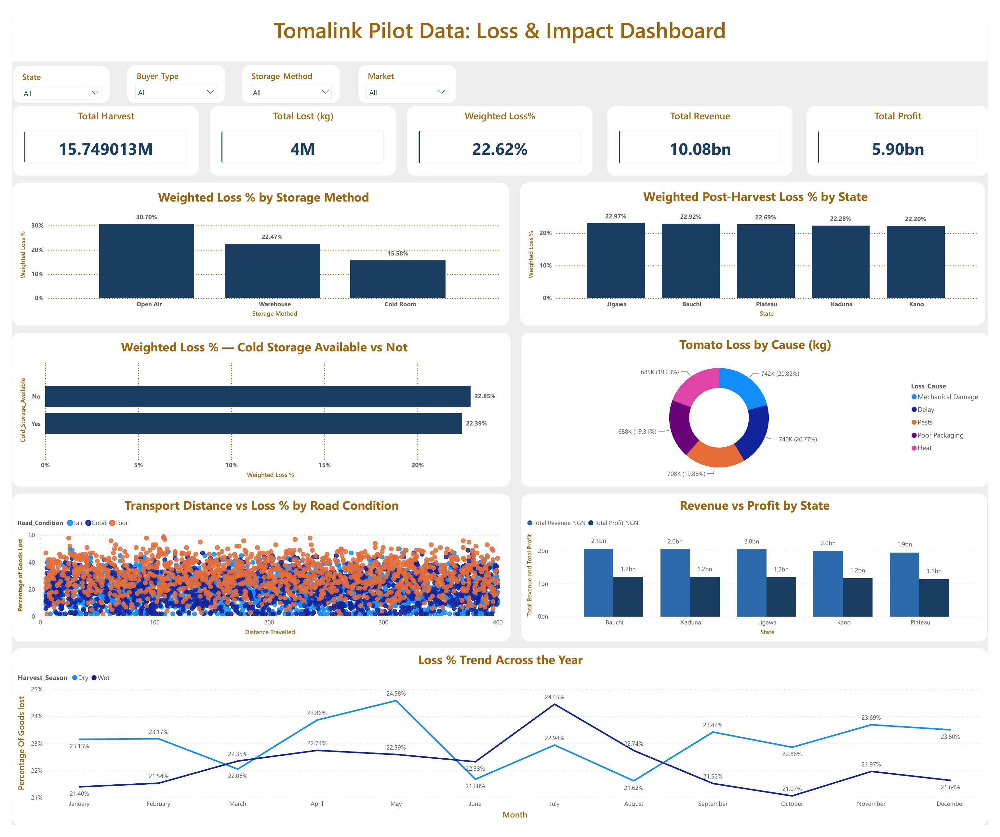 Tomalink Pilot Data: Loss & Impact Dashboard
State
All
Buyer_Type
All
Storage_Method
All
Market
All
Total Harvest
15.749013M
Total Lost (kg)
4M
Weighted Loss%
22.62%
Total Revenue
10.08bn
Total Profit
5.90bn
Weighted Loss % by Storage Method
Weighted Loss %
30%
20%
10%
0%
30.70%
22.47%
15.58%
Open Air
Warehouse
Cold Room
Storage Method
Weighted Post-Harvest Loss % by State
Weighted Loss %
20%
10%
0%
22.97%
22.92%
22.69%
22.28%
22.20%
Jigawa
Bauchi
Plateau
Kaduna
Kano
State
Weighted Loss % — Cold Storage Available vs Not
Cold_Storage_Available
No
22.85%
Yes
22.39%
0%
5%
10%
15%
20%
Weighted Loss %
Tomato Loss by Cause (kg)
685K (19.23%)
742K (20.82%)
688K (19.31%)
740K (20.77%)
708K (19.88%)
Loss_Cause
Mechanical Damage
Delay
Pests
Poor Packaging
Heat
Transport Distance vs Loss % by Road Condition
Road_Condition Fair Good Poor
Percentage of Goods Lost
60
40
20
0
0
100
200
300
400
Distance Travelled
Revenue vs Profit by State
Total Revenue NGN Total Profit NGN
Total Revenue and Total Profit
2bn
1bn
0bn
2.1bn
1.2bn
2.0bn
1.2bn
2.0bn
1.2bn
2.0bn
1.2bn
1.9bn
1.1bn
Bauchi
Kaduna
Jigawa
Kano
Plateau
State
Loss % Trend Across the Year
Harvest_Season Dry Wet
Percentage Of Goods lost
25%
24%
23%
22%
21%
23.15%
23.17%
22.06%
23.86%
24.58%
21.68%
22.94%
21.62%
23.42%
22.86%
23.69%
23.50%
21.40%
21.54%
22.35%
22.74%
22.59%
22.33%
24.45%
22.74%
21.52%
21.07%
21.97%
21.64%
January
February
March
April
May
June
July
August
September
October
November
December
Month